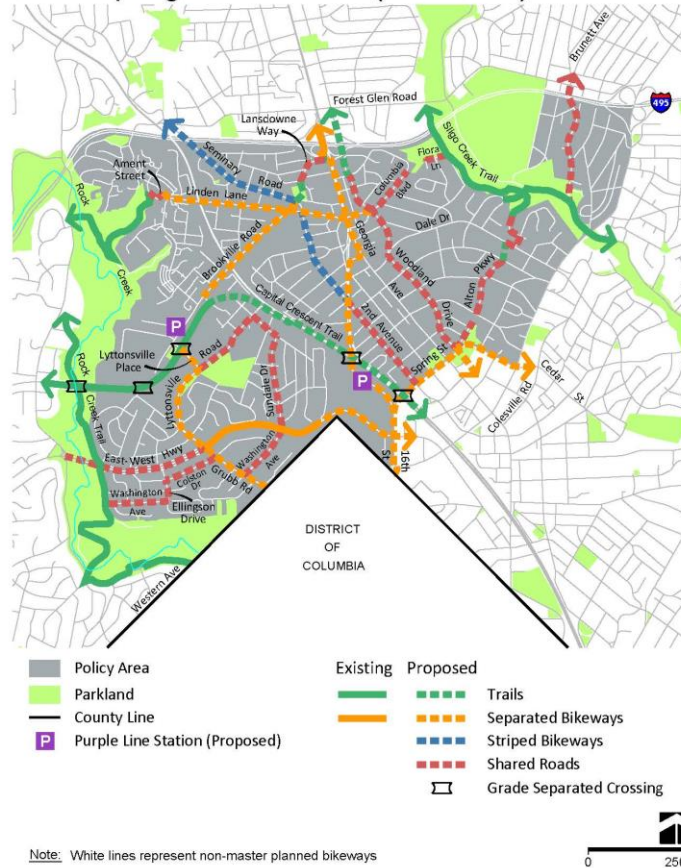 Brunett Ave
495
Forest Glen Road
Lansdowne
Way
Sligo Creek Trail
Flora
Ln
Columbia
Blvd
Seminary
Road
Ament
Street
Linden Lane
Dale Dr
Rock
Creek
Georgia
Ave
Brookville Road
Woodland
Drive
Alton
Pkwy
Capital Crescent Trail
2nd Avenue
P
Lyttonsville
Place
Spring St
Cedar
St
Colesville Rd
P
Rock
Creek Trail
Lyttonsville
Road
Sundale Dr
East-West Hwy
Washington
Ave
Grubb Rd
16th
St
Colston
Dr
Washington
Ave
Ellingson
Drive
Western Ave
DISTRICT
OF
COLUMBIA
Policy Area
Parkland
County Line
P Purple Line Station (Proposed)
Existing Proposed
Trails
Separated Bikeways
Striped Bikeways
Shared Roads
Grade Separated Crossing
Note: White lines represent non-master planned bikeways
0